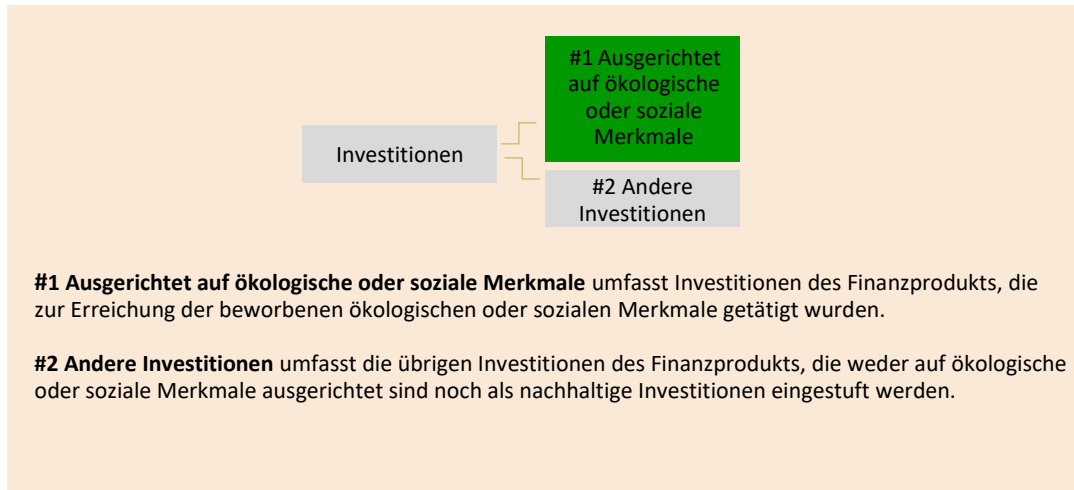 #1 Ausgerichtet
auf ökologische
oder soziale
Merkmale
Investitionen
#2 Andere
Investitionen
#1 Ausgerichtet auf ökologische oder soziale Merkmale umfasst Investitionen des Finanzprodukts, die
zur Erreichung der beworbenen ökologischen oder sozialen Merkmale getätigt wurden.
#2 Andere Investitionen umfasst die übrigen Investitionen des Finanzprodukts, die weder auf ökologische
oder soziale Merkmale ausgerichtet sind noch als nachhaltige Investitionen eingestuft werden.